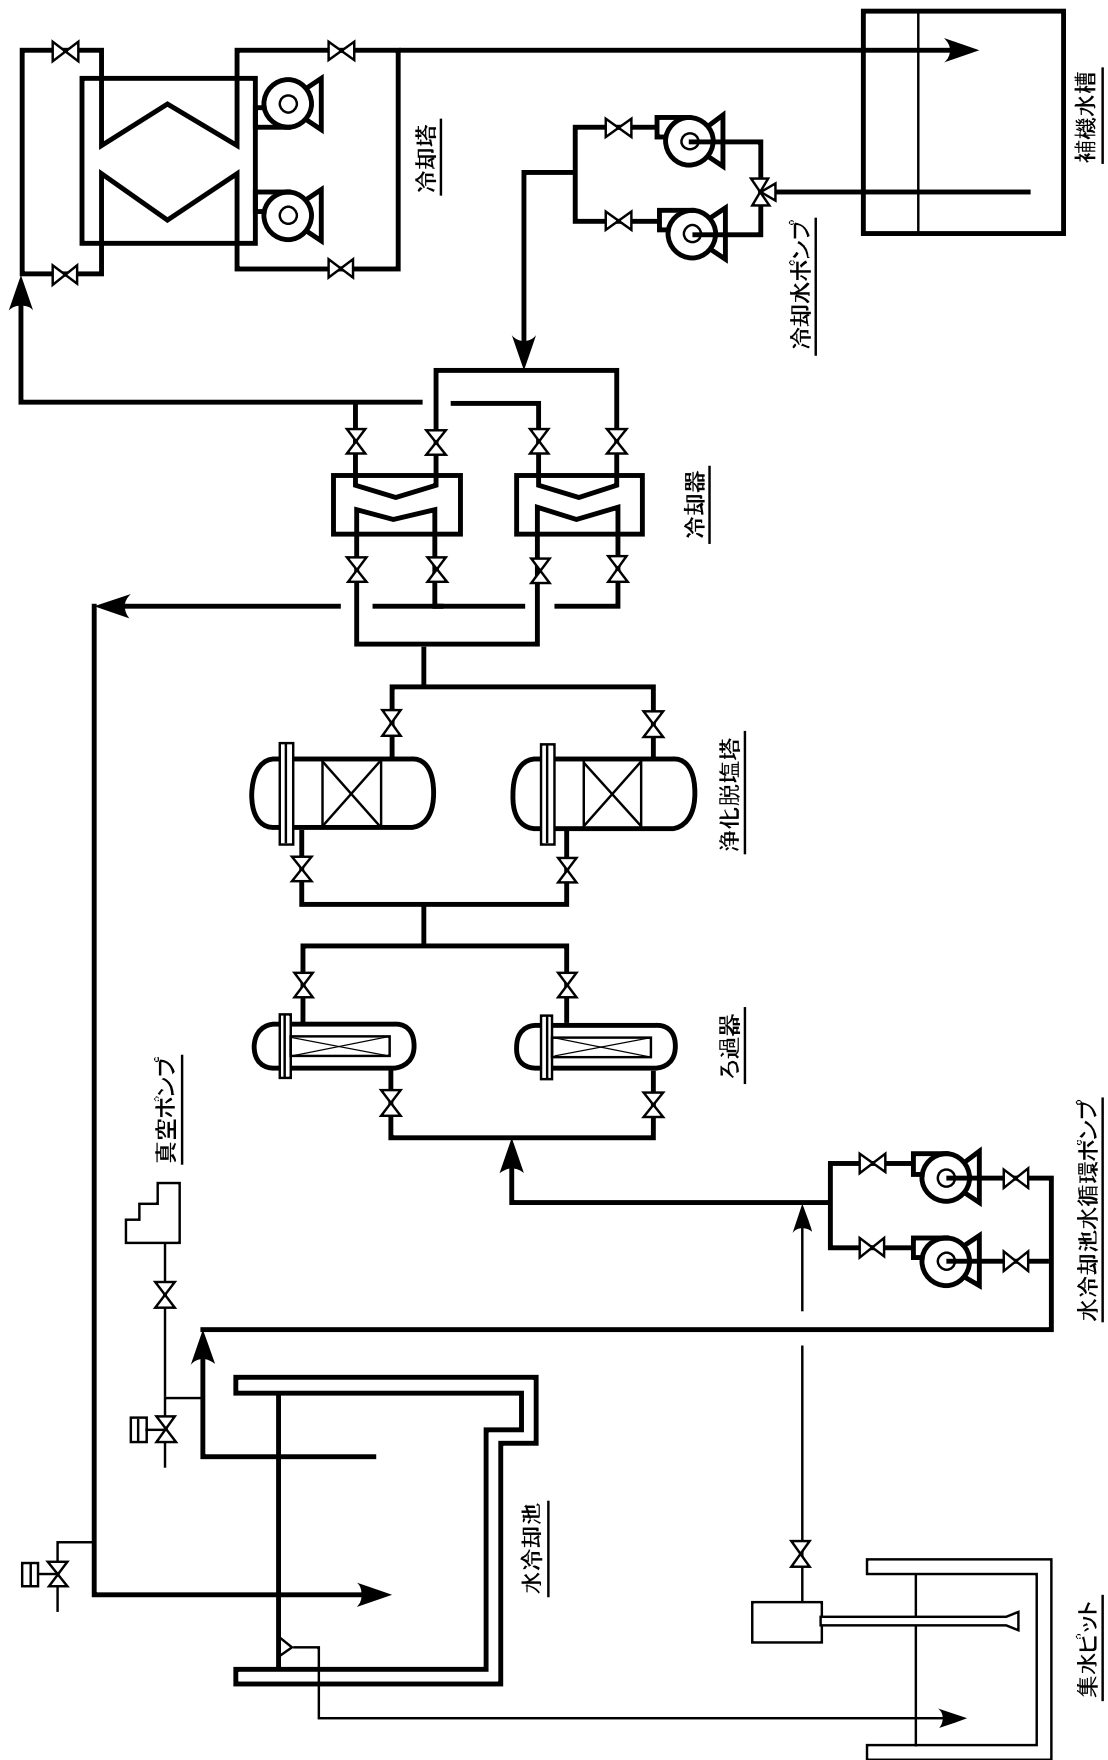 補機水槽
冷却塔
冷却水ポンプ
冷却器
浄化脱塩塔
ろ過器
真空ポンプ
水冷却池水循環ポンプ
水冷却池
集水ピット